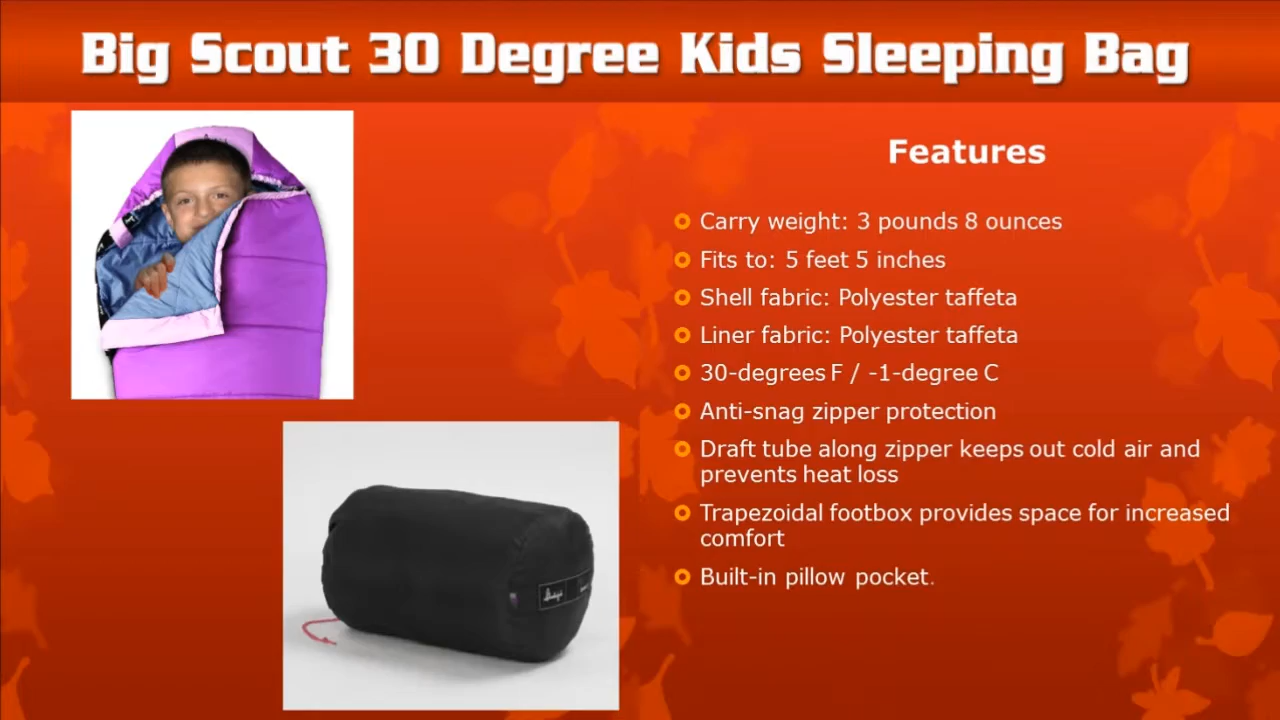 Big Scout 30 Degree Kids Sleeping Bag
Features
Carry weight: 3 pounds 8 ounces
Fits to: 5 feet 5 inches
Shell fabric: Polyester taffeta
Liner fabric: Polyester taffeta
30-degrees F / -1-degree C
Anti-snag zipper protection
Draft tube along zipper keeps out cold air and
prevents heat loss
Trapezoidal footbox provides space for increased
comfort
Built-in pillow pocket.